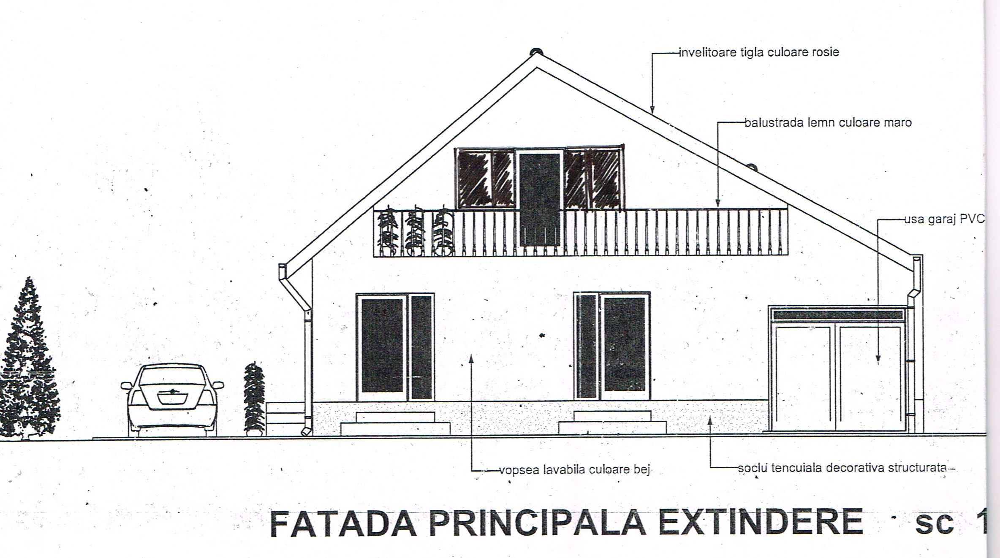 invelitoare tigla culoare rosie
balustrada lemn culoare maro
usa garaj PVC
vopsea lavabila culoare bej
soclu tencuiala decorativa structurata
FATADA PRINCIPALA EXTINDERE sc 1